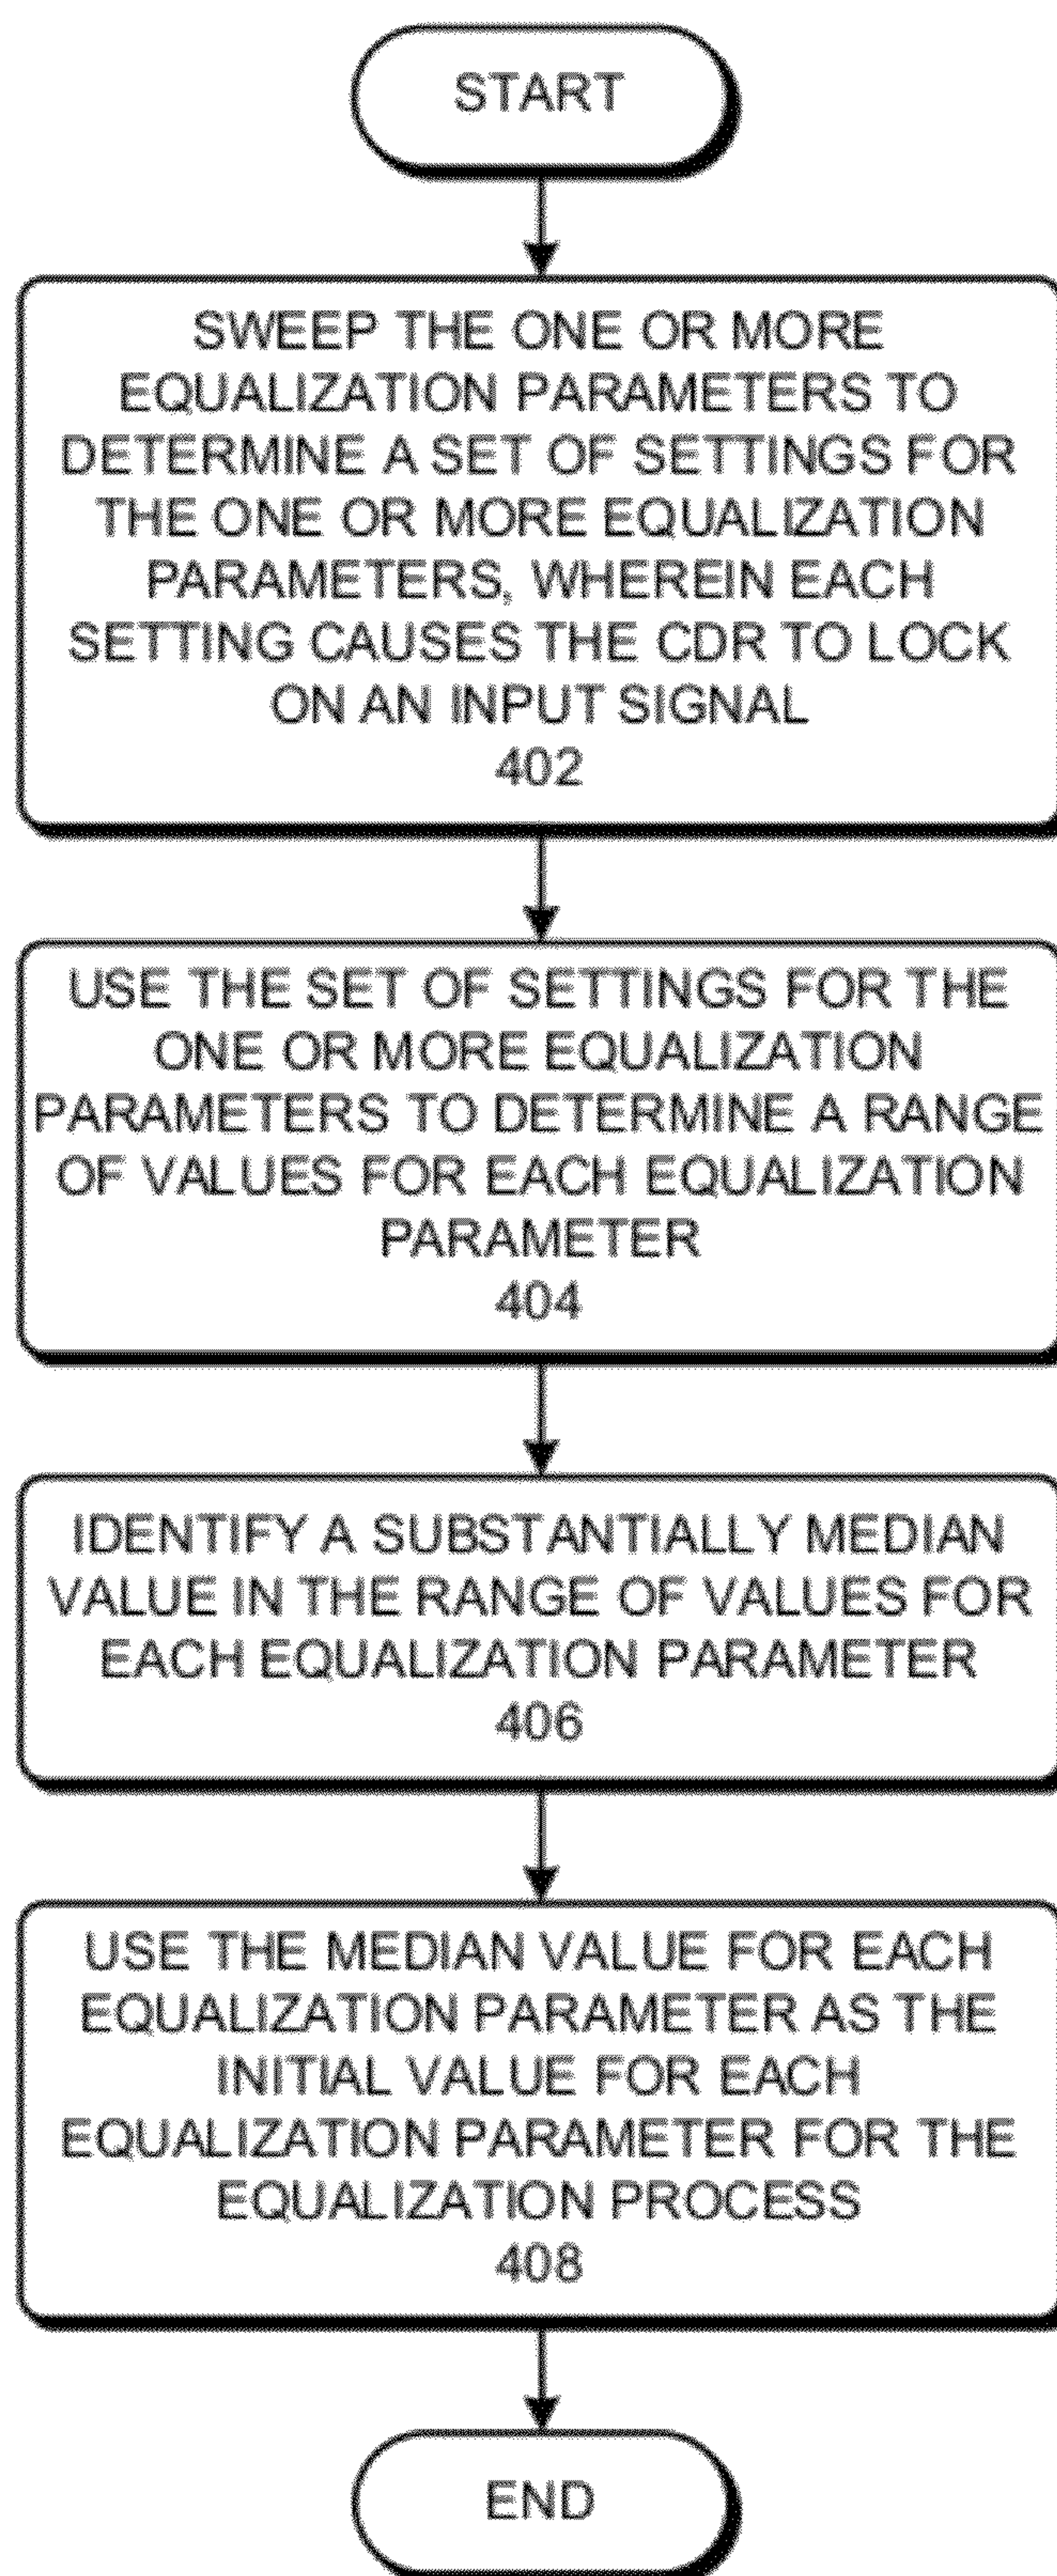 START
SWEEP THE ONE OR MORE
EQUALIZATION PARAMETERS TO
DETERMINE A SET OF SETTINGS FOR
THE ONE OR MORE EQUALIZATION
PARAMETERS, WHEREIN EACH
SETTING CAUSES THE CDR TO LOCK
ON AN INPUT SIGNAL
402
USE THE SET OF SETTINGS FOR THE
ONE OR MORE EQUALIZATION
PARAMETERS TO DETERMINE A RANGE
OF VALUES FOR EACH EQUALIZATION
PARAMETER
404
IDENTIFY A SUBSTANTIALLY MEDIAN
VALUE IN THE RANGE OF VALUES FOR
EACH EQUALIZATION PARAMETER
406
USE THE MEDIAN VALUE FOR EACH
EQUALIZATION PARAMETER AS THE
INITIAL VALUE FOR EACH
EQUALIZATION PARAMETER FOR THE
EQUALIZATION PROCESS
408
END